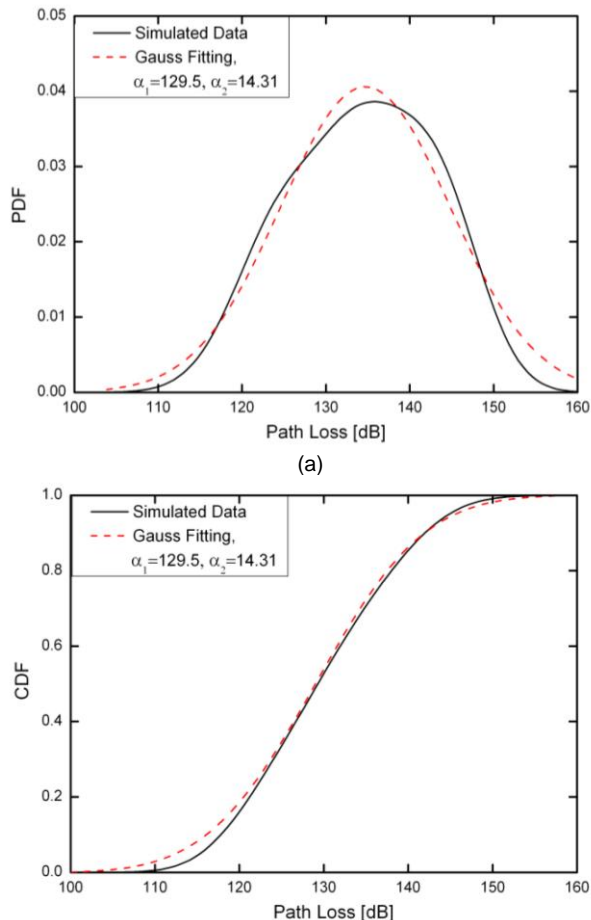 0.05
Simulated Data
Gauss Fitting,
α₁=129.5, α₂=14.31
0.04
0.03
PDF
0.02
0.01
0.00
100 110 120 130 140 150 160
Path Loss [dB]
(a)
1.0
Simulated Data
Gauss Fitting,
α₁=129.5, α₂=14.31
0.8
0.6
CDF
0.4
0.2
0.0
100 110 120 130 140 150 160
Path Loss [dB]